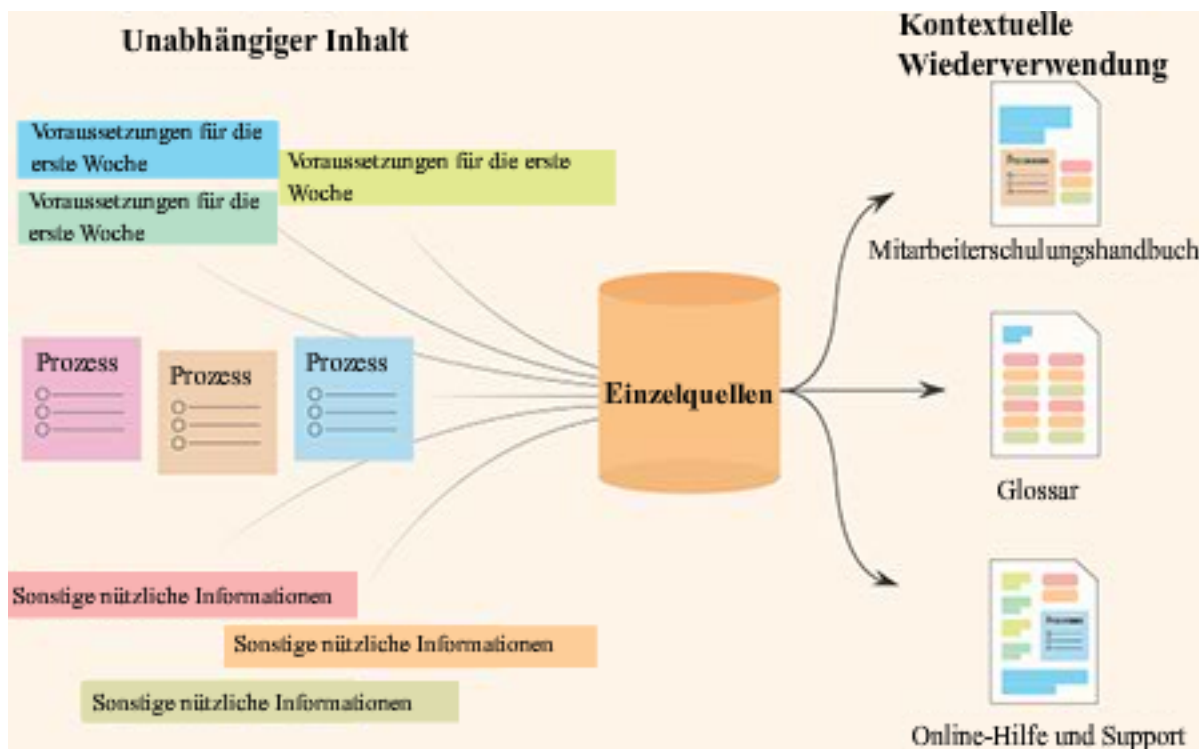 Unabhängiger Inhalt
Kontextuelle
Wiederverwendung
Voraussetzungen für die
erste Woche
Voraussetzungen für die erste
Woche
Voraussetzungen für die
erste Woche
Prozess
Prozess
Prozess
Einzelquellen
Sonstige nützliche Informationen
Sonstige nützliche Informationen
Sonstige nützliche Informationen
Mitarbeiterschulungshandbuch
Glossar
Online-Hilfe und Support